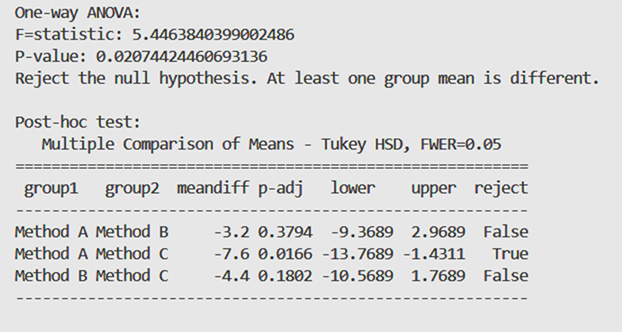 One-way ANOVA:
F=statistic: 5.4463840399002486
P-value: 0.02074424460693136
Reject the null hypothesis. At least one group mean is different.
Post-hoc test:
Multiple Comparison of Means - Tukey HSD, FWER=0.05
=========================================================
group1 group2 meandiff p-adj lower upper reject
---------------------------------------------------------
Method A Method B -3.2 0.3794 -9.3689 2.9689 False
Method A Method C -7.6 0.0166 -13.7689 -1.4311 True
Method B Method C -4.4 0.1802 -10.5689 1.7689 False
---------------------------------------------------------